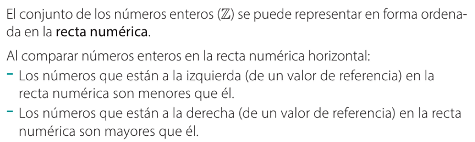 El conjunto de los números enteros (ℤ) se puede representar en forma ordena-
da en la recta numérica.
Al comparar números enteros en la recta numérica horizontal:
– Los números que están a la izquierda (de un valor de referencia) en la
recta numérica son menores que él.
– Los números que están a la derecha (de un valor de referencia) en la recta
numérica son mayores que él.